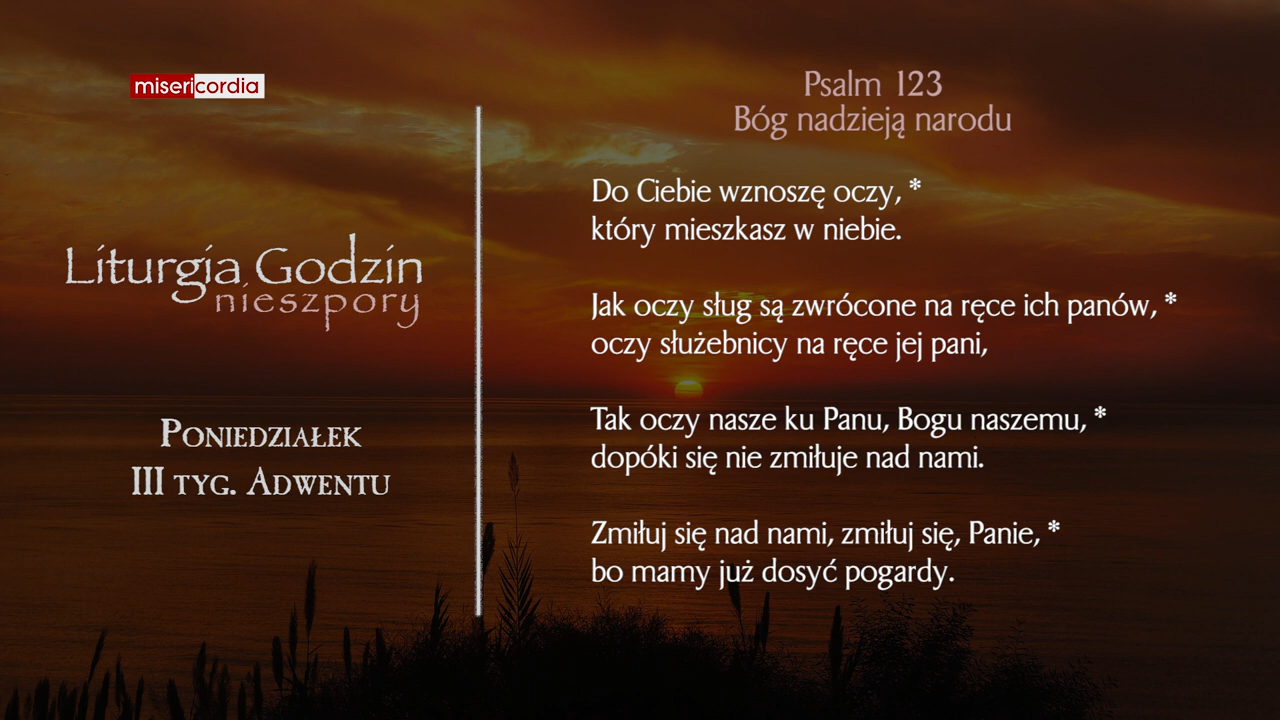 misericordia
Liturgia Godzin
nieszpory
Poniedziałek
III tyg. Adwentu
Psalm 123
Bóg nadzieją narodu
Do Ciebie wznoszę oczy, *
który mieszkasz w niebie.
Jak oczy sług są zwrócone na ręce ich panów, *
oczy służebnicy na ręce jej pani,
Tak oczy nasze ku Panu, Bogu naszemu, *
dopóki się nie zmiłuje nad nami.
Zmiłuj się nad nami, zmiłuj się, Panie, *
bo mamy już dosyć pogardy.